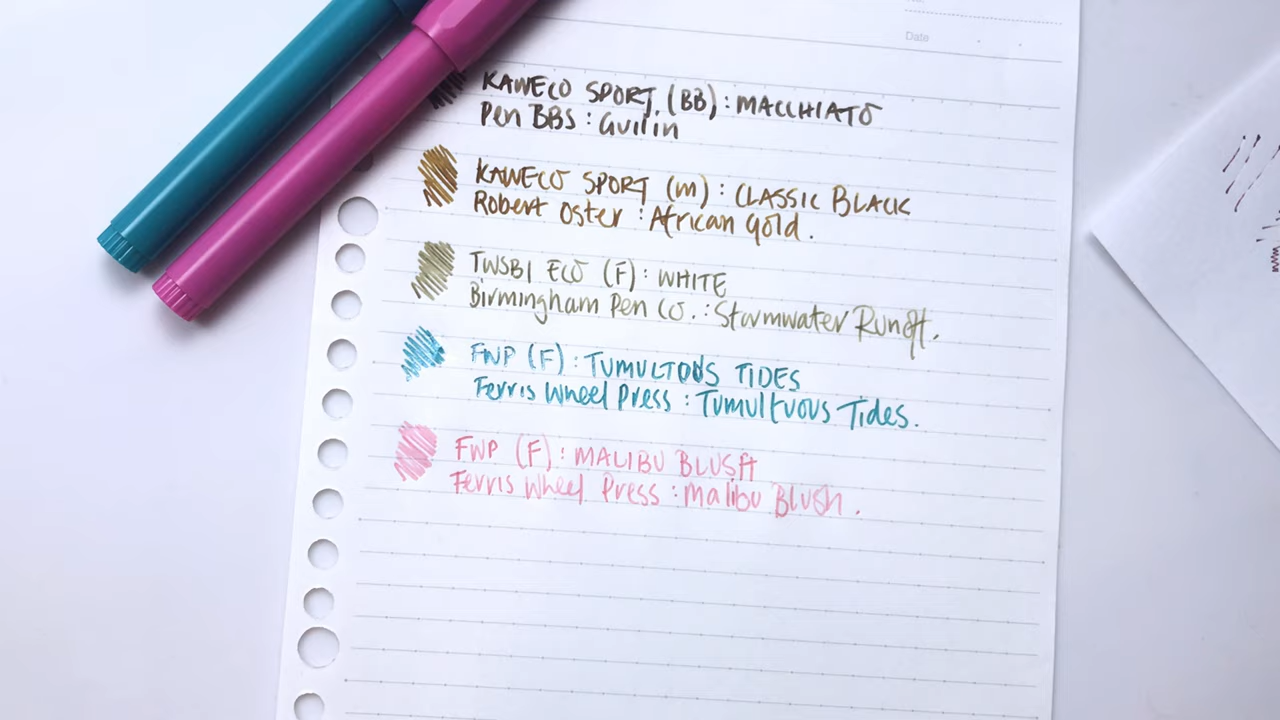 Date
KAWECO SPORT (BB) : MACCHIATO
Pen BBS : Guilin
KAWECO SPORT (M) : CLASSIC BLACK
Robert Oster : African Gold.
TWSBI ECO (F) : WHITE
Birmingham Pen Co. : Stormwater Runoff.
FWP (F) : TUMULTOUS TIDES
Ferris Wheel Press : Tumultuous Tides.
FWP (F) : MALIBU BLUSH
Ferris Wheel Press : Malibu Blush.